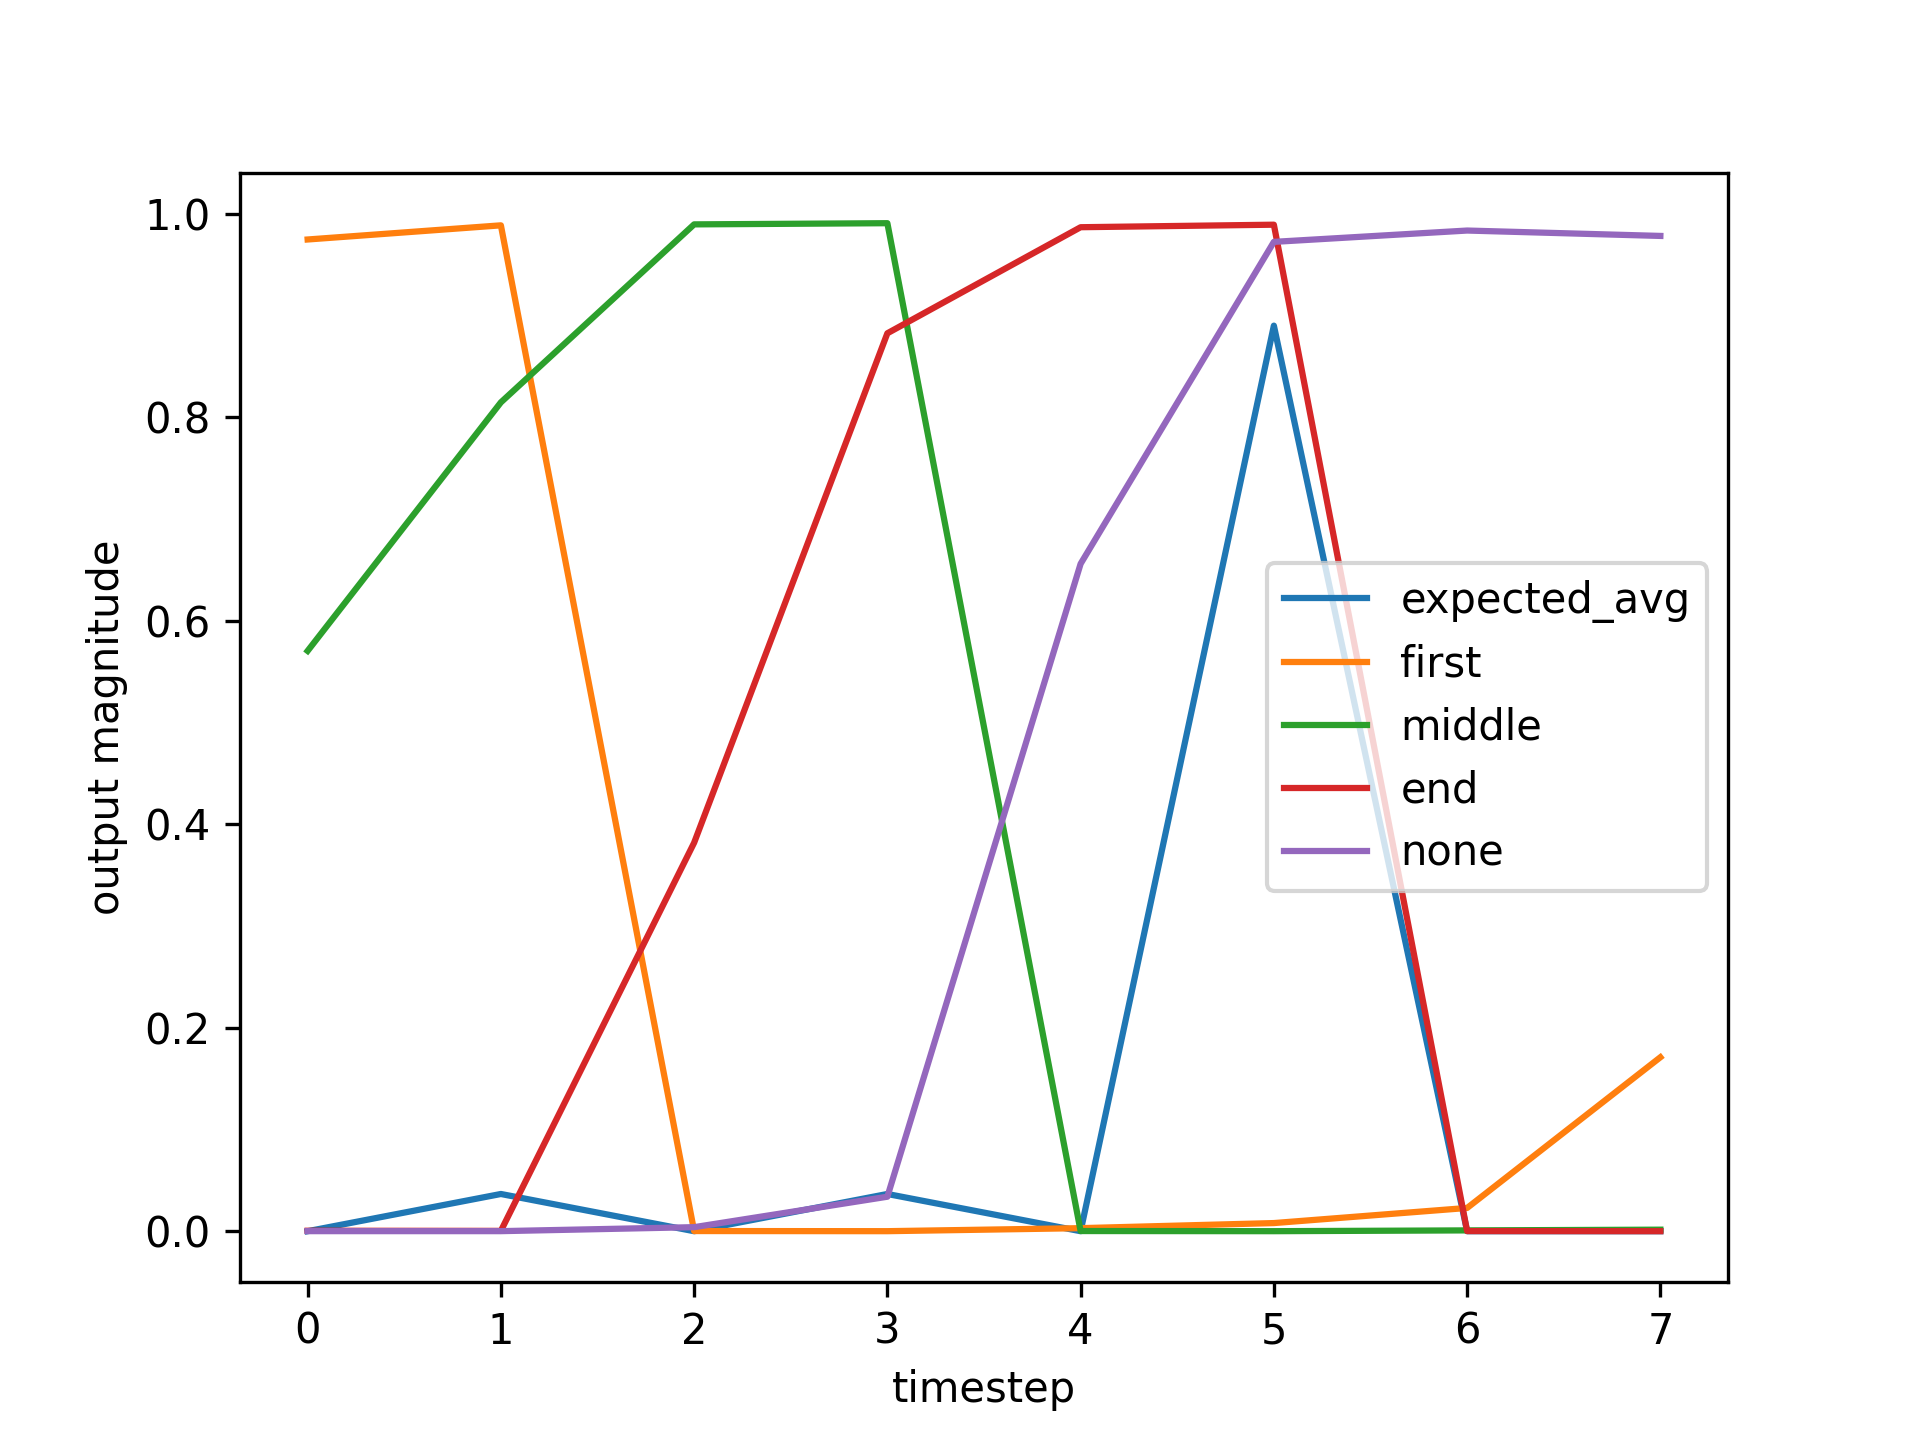 1.0
0.8
0.6
0.4
0.2
0.0
output magnitude
expected_avg
first
middle
end
none
0 1 2 3 4 5 6 7
timestep